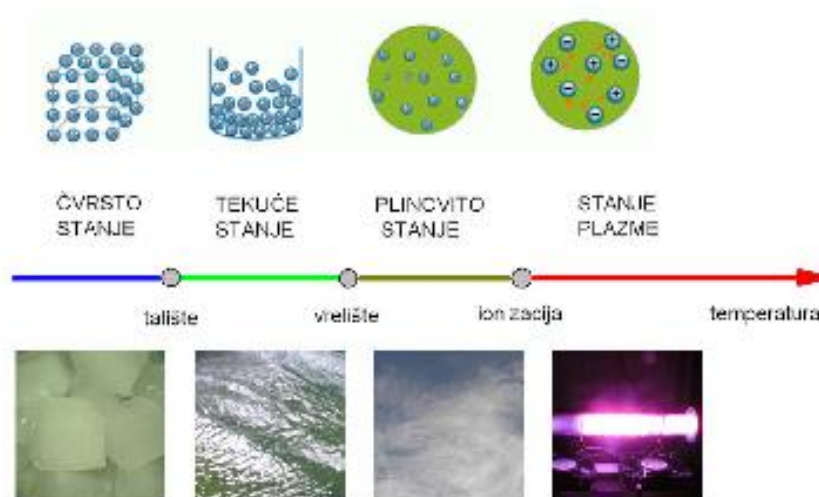 ČVRSTO
STANJE
TEKUĆE
STANJE
PLINOVITO
STANJE
STANJE
PLAZME
talište
vrelište
ionizacija
temperatura